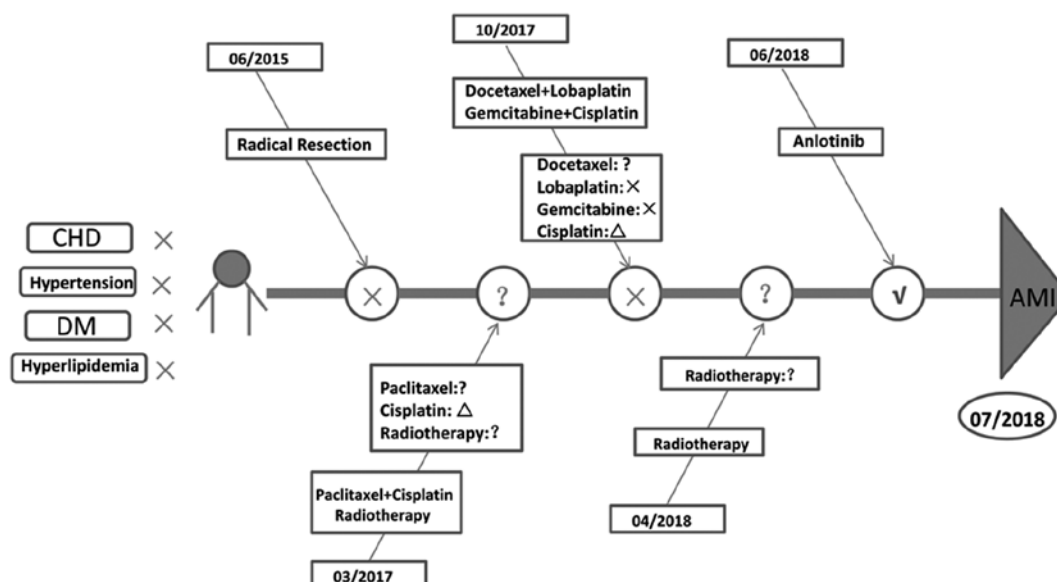 10/2017
06/2015
06/2018
Docetaxel+Lobaplatin
Gemcitabine+Cisplatin
Radical Resection
Anlotinib
Docetaxel: ?
Lobaplatin: ×
Gemcitabine: ×
Cisplatin: △
CHD ×
Hypertension ×
DM ×
Hyperlipidemia ×
× ? × ? √
AMI
Paclitaxel:?
Cisplatin: △
Radiotherapy:?
Radiotherapy:?
07/2018
Radiotherapy
Paclitaxel+Cisplatin
Radiotherapy
04/2018
03/2017